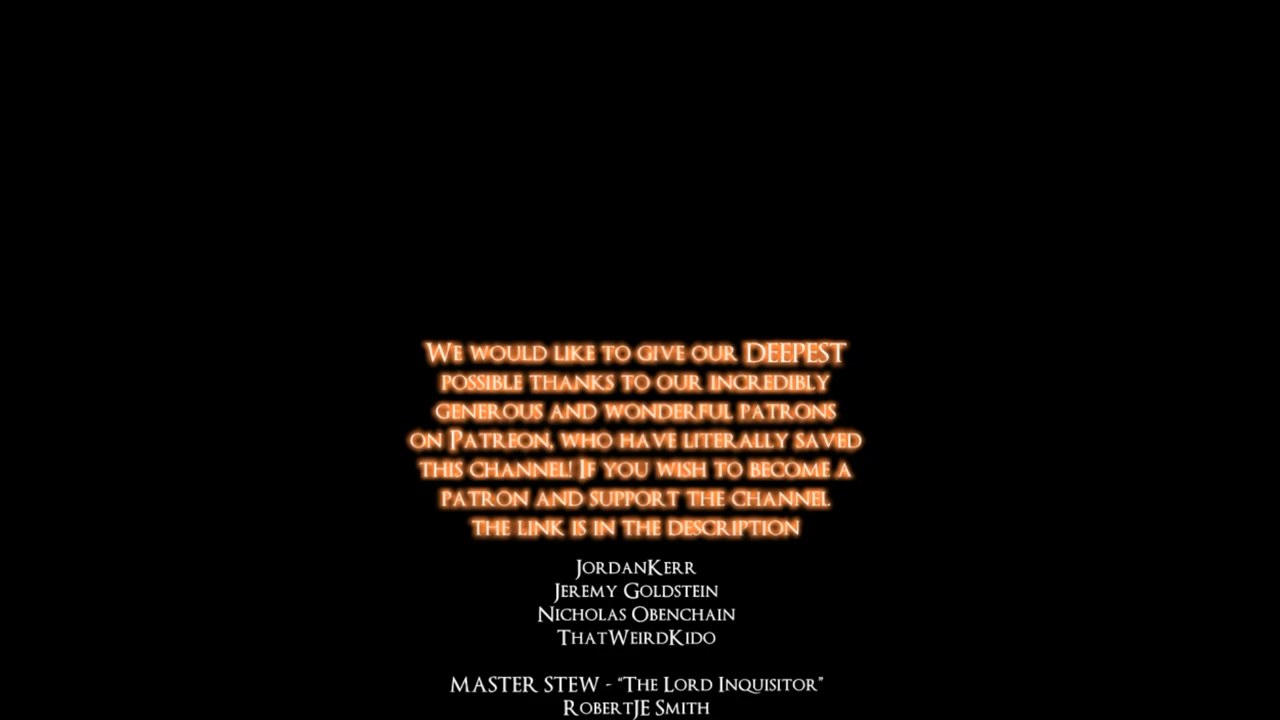 We would like to give our DEEPEST
possible thanks to our incredibly
generous and wonderful patrons
on Patreon, who have literally saved
this channel! If you wish to become a
patron and support the channel
the link is in the description
JordanKerr
Jeremy Goldstein
Nicholas Obenchain
ThatWeirdKido
MASTER STEW - “The Lord Inquisitor”
RobertJE Smith